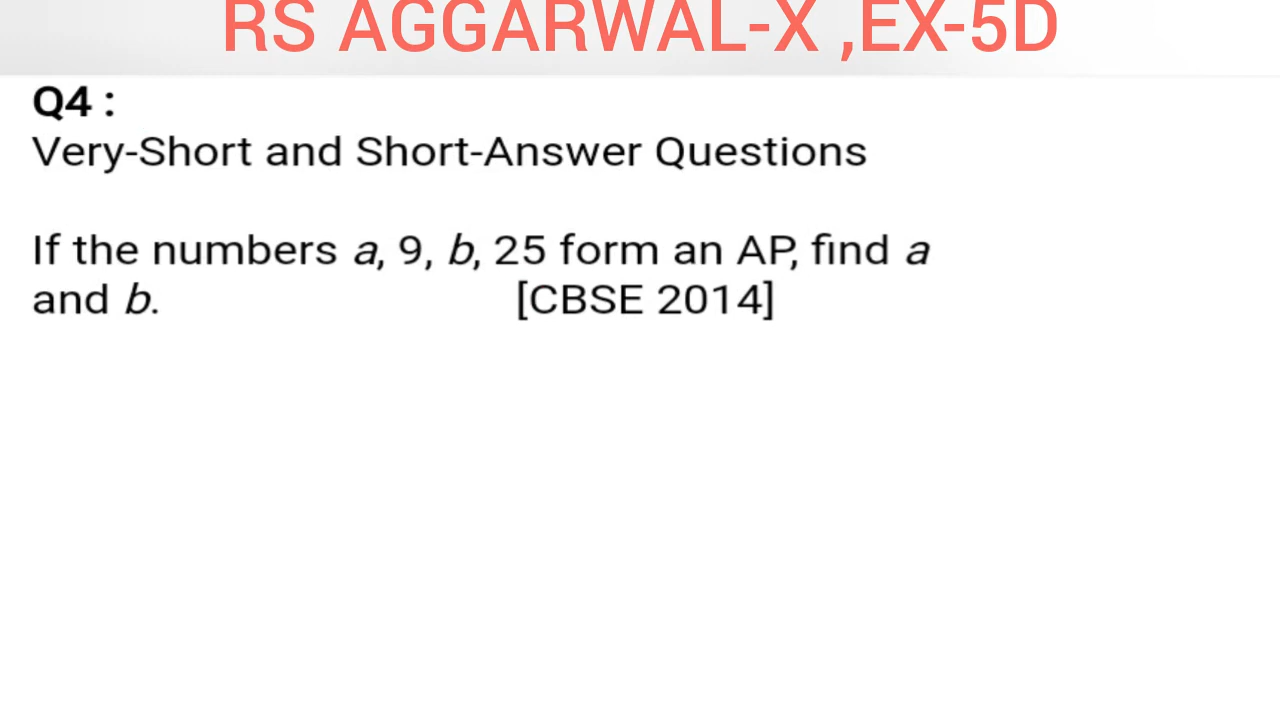 RS AGGARWAL-X ,EX-5D
Q4 :
Very-Short and Short-Answer Questions
If the numbers a, 9, b, 25 form an AP, find a
and b. [CBSE 2014]